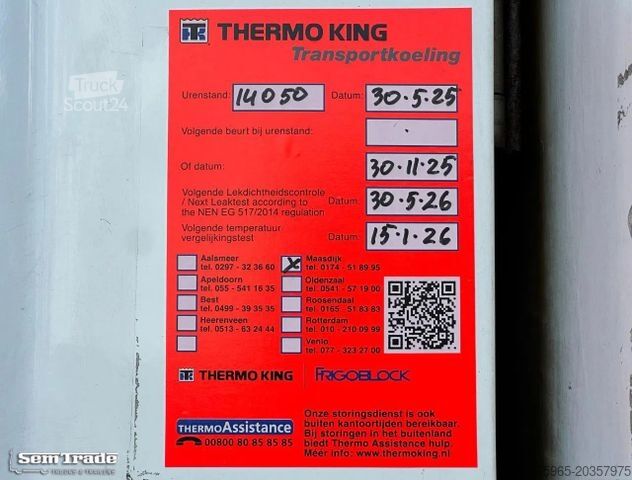 THERMO KING
Transportkoeling
Truck
Scout24
Urenstand: 14050 Datum: 30·5·25
Volgende beurt bij urenstand:
Of datum: 30·11·25
Volgende Lekdichtheidscontrole
/ Next Leaktest according to
the NEN EG 517/2014 regulation
Datum: 30·5·26
Volgende temperatuur
vergelijkingstest
Datum: 15·1·26
Aalsmeer
tel. 0297 - 32 36 60
X Maasdijk
tel. 0174 - 51 89 95
Apeldoorn
tel. 055 - 541 16 35
Oldenzaal
tel. 0541 - 57 19 00
Best
tel. 0499 - 39 35 35
Roosendaal
tel. 0165 - 51 83 83
Heerenveen
tel. 0513 - 63 24 44
Rotterdam
tel. 010 - 210 09 99
Venlo
tel. 077 - 323 27 00
THERMO KING
FRIGOBLOCK
THERMOAssistance
00800 80 85 85 85
Onze storingsdienst is ook
buiten kantoortijden bereikbaar.
Bij storingen in het buitenland
biedt Thermo Assistance hulp.
Meer info: www.thermoking.nl
SemTrade
TRUCKS & TRAILERS
5965-20357975